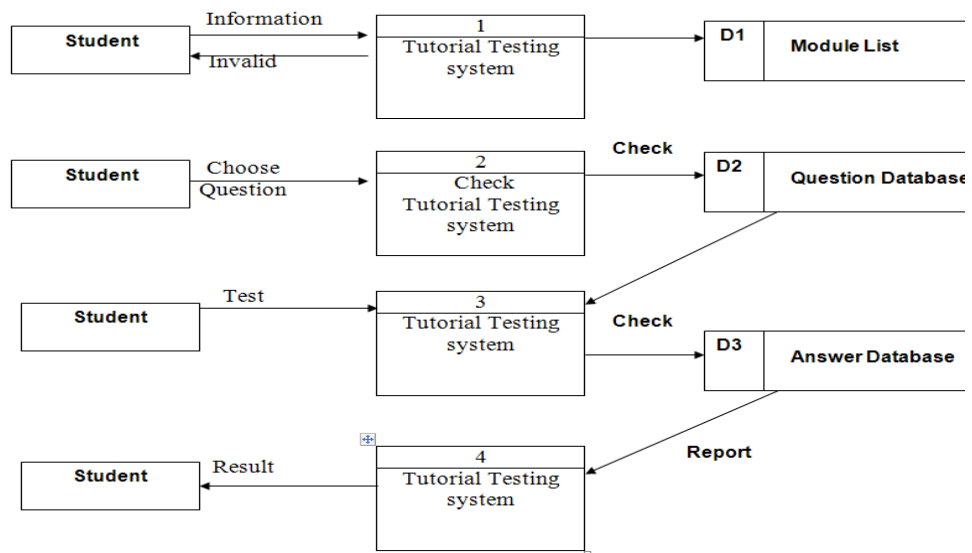 Information
Student
Invalid
1
Tutorial Testing
system
D1
Module List
Student
Choose
Question
2
Check
Tutorial Testing
system
Check
D2
Question Database
Student
Test
3
Tutorial Testing
system
Check
D3
Answer Database
Student
Result
4
Tutorial Testing
system
Report